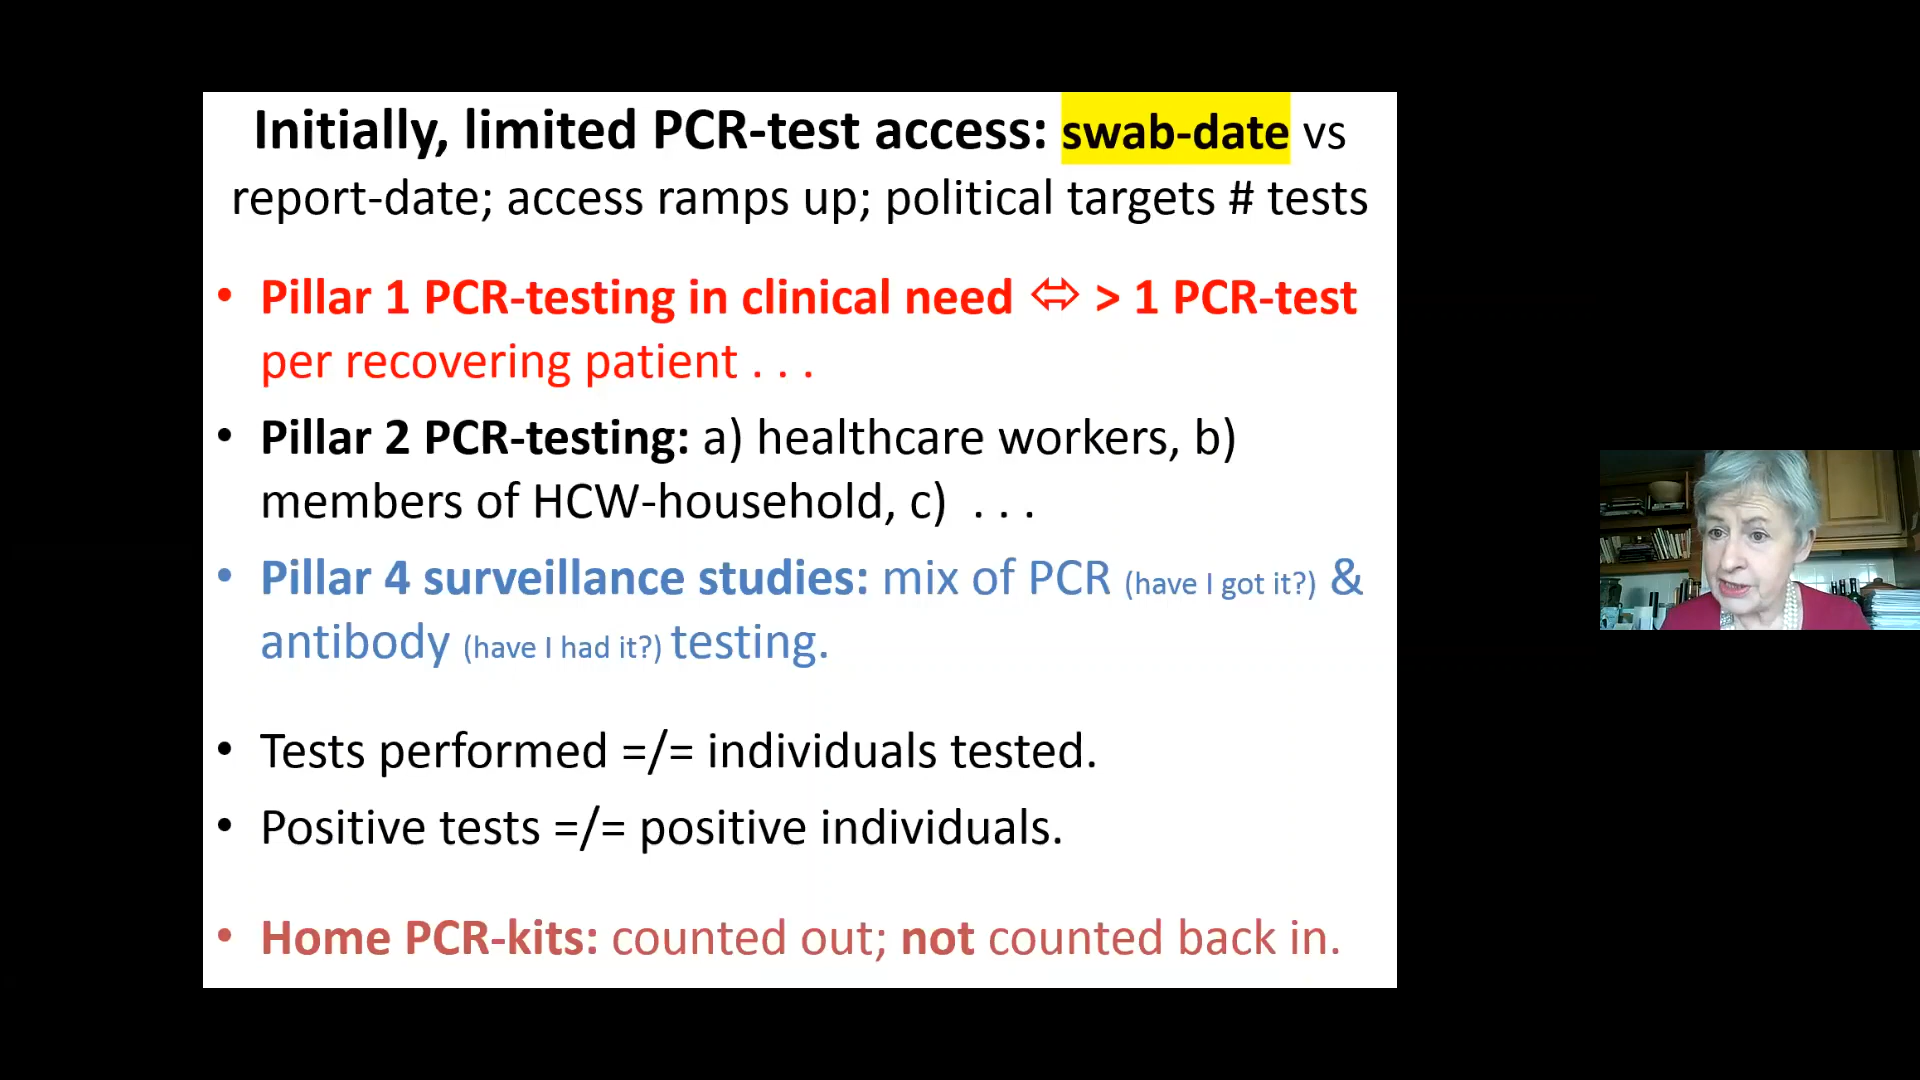 Initially, limited PCR-test access: swab-date vs
report-date; access ramps up; political targets # tests
• Pillar 1 PCR-testing in clinical need ⬄ > 1 PCR-test
per recovering patient . . .
• Pillar 2 PCR-testing: a) healthcare workers, b)
members of HCW-household, c) . . .
• Pillar 4 surveillance studies: mix of PCR (have I got it?) &
antibody (have I had it?) testing.
• Tests performed =/= individuals tested.
• Positive tests =/= positive individuals.
• Home PCR-kits: counted out; not counted back in.